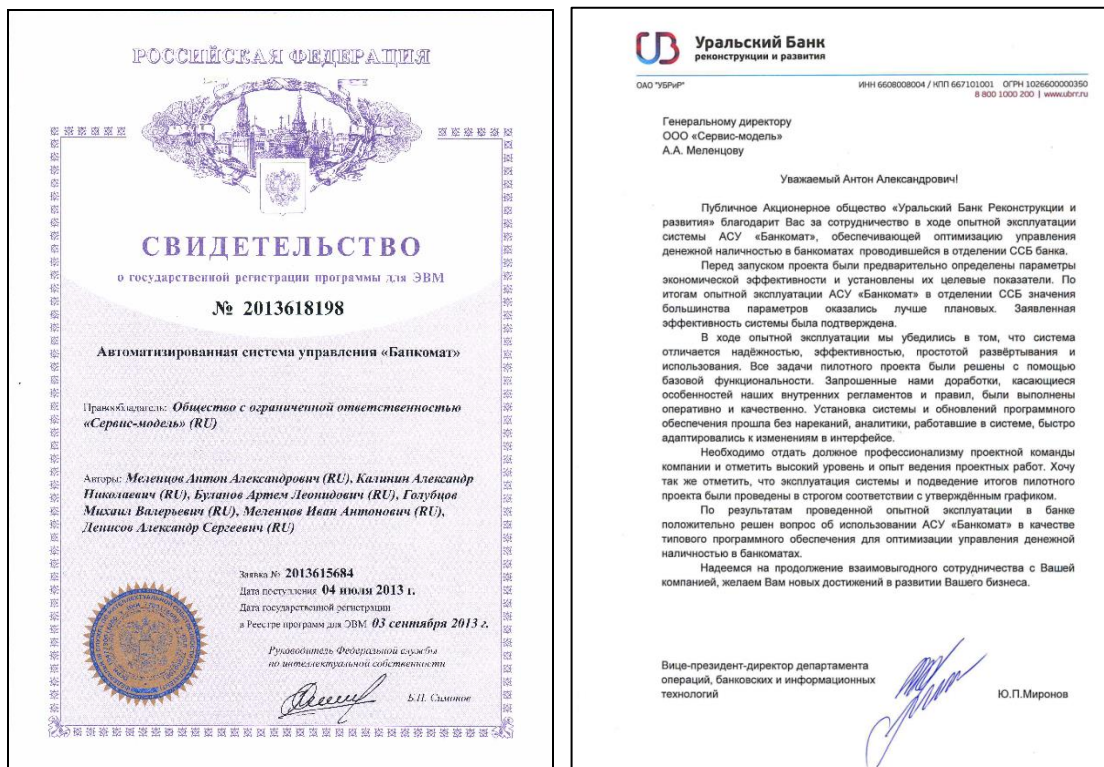 РОССИЙСКАЯ ФЕДЕРАЦИЯ
СВИДЕТЕЛЬСТВО
о государственной регистрации программы для ЭВМ
№ 2013618198
Автоматизированная система управления «Банкомат»
Правообладатель: Общество с ограниченной ответственностью
«Сервис-модель» (RU)
Авторы: Меленцов Антон Александрович (RU), Калинин Александр
Николаевич (RU), Буланов Артем Леонидович (RU), Голубцов
Михаил Валерьевич (RU), Меленцов Иван Антонович (RU),
Денисов Александр Сергеевич (RU)
Заявка № 2013615684
Дата поступления 04 июля 2013 г.
Дата государственной регистрации
в Реестре программ для ЭВМ 03 сентября 2013 г.
Руководитель Федеральной службы
по интеллектуальной собственности
Б.П. Симонов
Уральский Банк
реконструкции и развития
ОАО "УБРиР"
ИНН 6608008004 / КПП 667101001 ОГРН 1026600000350
8 800 1000 200 | www.ubrr.ru
Генеральному директору
ООО «Сервис-модель»
А.А. Меленцову
Уважаемый Антон Александрович!
Публичное Акционерное общество «Уральский Банк Реконструкции и
развития» благодарит Вас за сотрудничество в ходе опытной эксплуатации
системы АСУ «Банкомат», обеспечивающей оптимизацию управления
денежной наличностью в банкоматах проводившейся в отделении ССБ банка.
Перед запуском проекта были предварительно определены параметры
экономической эффективности и установлены их целевые показатели. По
итогам опытной эксплуатации АСУ «Банкомат» в отделении ССБ значения
большинства параметров оказались лучше плановых. Заявленная
эффективность системы была подтверждена.
В ходе опытной эксплуатации мы убедились в том, что система
отличается надёжностью, эффективностью, простотой развёртывания и
использования. Все задачи пилотного проекта были решены с помощью
базовой функциональности. Запрошенные нами доработки, касающиеся
особенностей наших внутренних регламентов и правил, были выполнены
оперативно и качественно. Установка системы и обновлений программного
обеспечения прошла без нареканий, аналитики, работавшие в системе, быстро
адаптировались к изменениям в интерфейсе.
Необходимо отдать должное профессионализму проектной команды
компании и отметить высокий уровень и опыт ведения проектных работ. Хочу
так же отметить, что эксплуатация системы и подведение итогов пилотного
проекта были проведены в строгом соответствии с утверждённым графиком.
По результатам проведенной опытной эксплуатации в банке
положительно решен вопрос об использовании АСУ «Банкомат» в качестве
типового программного обеспечения для оптимизации управления денежной
наличностью в банкоматах.
Надеемся на продолжение взаимовыгодного сотрудничества с Вашей
компанией, желаем Вам новых достижений в развитии Вашего бизнеса.
Вице-президент-директор департамента
операций, банковских и информационных
технологий
Ю.П.Миронов